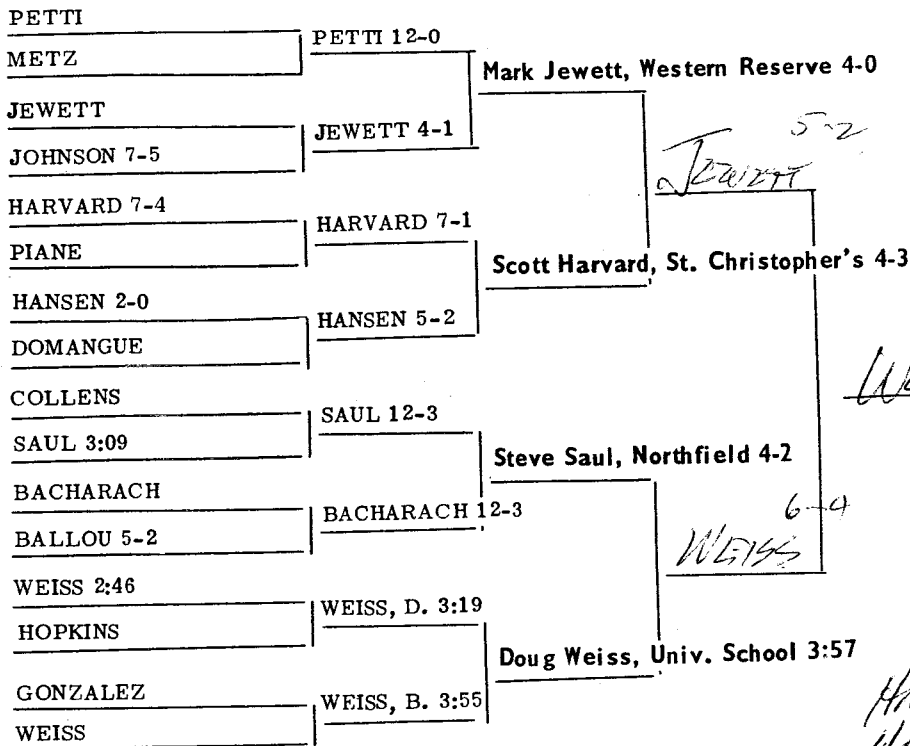 PETTI
METZ
PETTI 12-0
Mark Jewett, Western Reserve 4-0
JEWETT
JOHNSON 7-5
JEWETT 4-1
5-2
JEWETT
HARVARD 7-4
PIANE
HARVARD 7-1
Scott Harvard, St. Christopher's 4-3
HANSEN 2-0
DOMANGUE
HANSEN 5-2
COLLENS
SAUL 3:09
SAUL 12-3
Steve Saul, Northfield 4-2
BACHARACH
BALLOU 5-2
BACHARACH 12-3
6-4
WEISS
WEISS 2:46
HOPKINS
WEISS, D. 3:19
Doug Weiss, Univ. School 3:57
GONZALEZ
WEISS
WEISS, B. 3:55